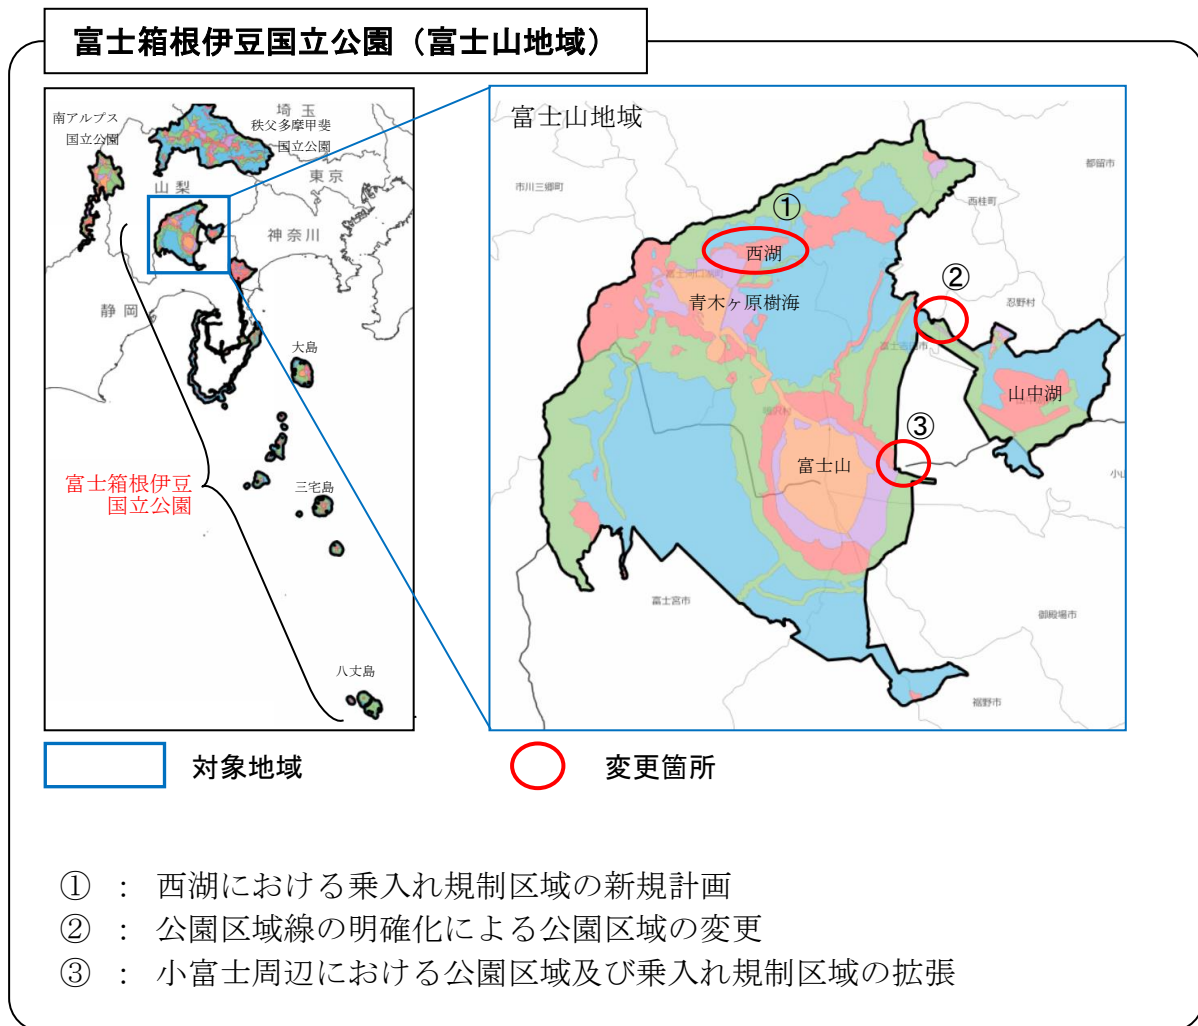 富士箱根伊豆国立公園（富士山地域）
南アルプス
国立公園
埼玉
秩父多摩甲斐
国立公園
東京
山梨
神奈川
静岡
大島
三宅島
八丈島
富士箱根伊豆
国立公園
富士山地域
都留市
市川三郷町
西桂町
①
西湖
②
忍野村
青木ヶ原樹海
山中湖
③
富士山
小山
富士宮市
御殿場市
裾野市
対象地域
変更箇所
① ： 西湖における乗入れ規制区域の新規計画
② ： 公園区域線の明確化による公園区域の変更
③ ： 小富士周辺における公園区域及び乗入れ規制区域の拡張